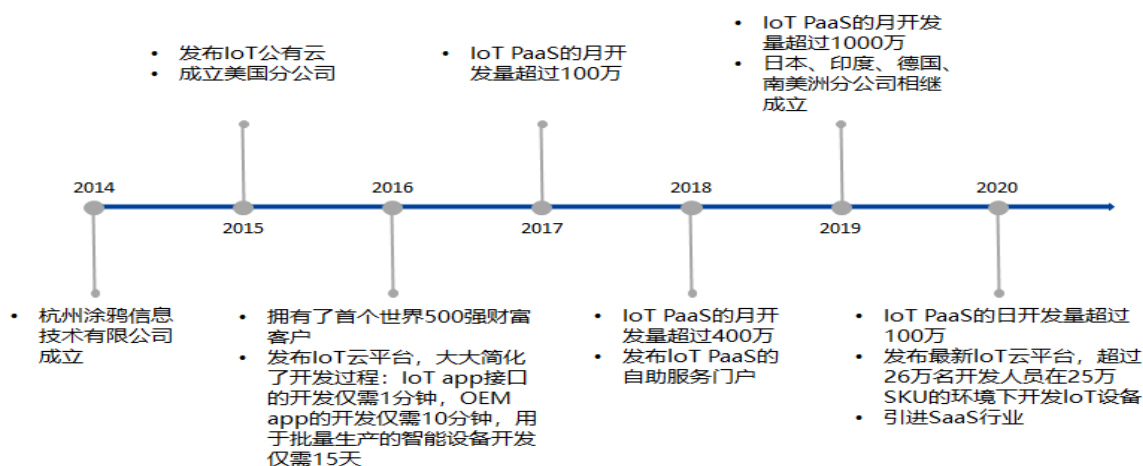 • 发布IoT公有云
• 成立美国分公司
• IoT PaaS的月开
发量超过100万
• IoT PaaS的月开发
量超过1000万
• 日本、印度、德国、
南美洲分公司相继
成立
2014
2015
2016
2017
2018
2019
2020
• 杭州涂鸦信息
技术有限公司
成立
• 拥有了首个世界500强财富
客户
• 发布IoT云平台，大大简化
了开发过程：IoT app接口
的开发仅需1分钟，OEM
app的开发仅需10分钟，用
于批量生产的智能设备开发
仅需15天
• IoT PaaS的月开
发量超过400万
• 发布IoT PaaS的
自助服务门户
• IoT PaaS的日开发量超过
100万
• 发布最新IoT云平台，超过
26万名开发人员在25万
SKU的环境下开发IoT设备
• 引进SaaS行业